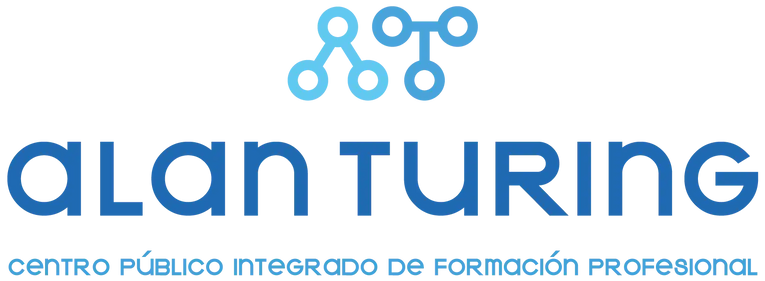 ALAN TURING
CENTRO PÚBLICO INTEGRADO DE FORMACIÓN PROFESIONAL